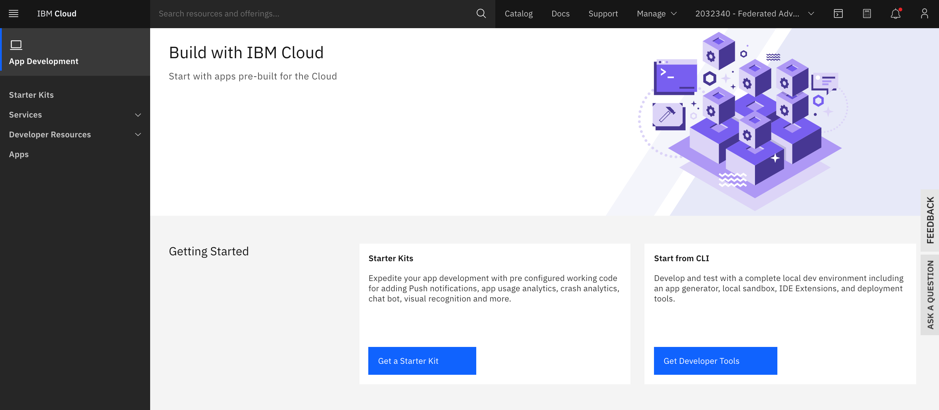 IBM Cloud
Search resources and offerings...
Catalog
Docs
Support
Manage
2032340 - Federated Adv...
App Development
Starter Kits
Services
Developer Resources
Apps
Build with IBM Cloud
Start with apps pre-built for the Cloud
Getting Started
Starter Kits
Expedite your app development with pre configured working code
for adding Push notifications, app usage analytics, crash analytics,
chat bot, visual recognition and more.
Get a Starter Kit
Start from CLI
Develop and test with a complete local dev environment including
an app generator, local sandbox, IDE Extensions, and deployment
tools.
Get Developer Tools
FEEDBACK
ASK A QUESTION